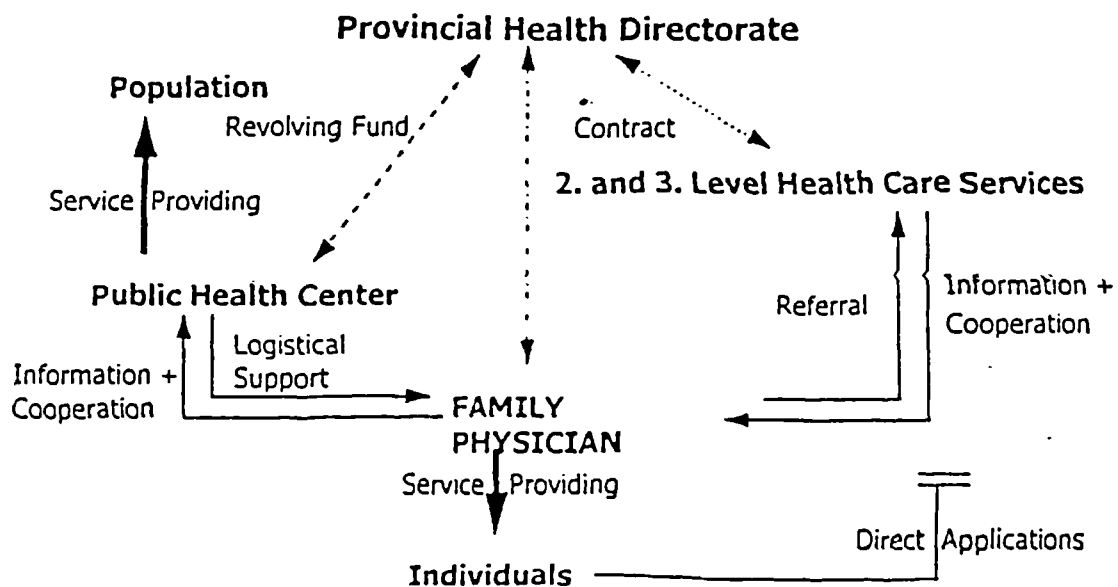 Provincial Health Directorate
Population
Revolving Fund
Contract
Service Providing
2. and 3. Level Health Care Services
Public Health Center
Referral
Information +
Cooperation
Logistical
Support
Information +
Cooperation
FAMILY
PHYSICIAN
Service Providing
Direct Applications
Individuals